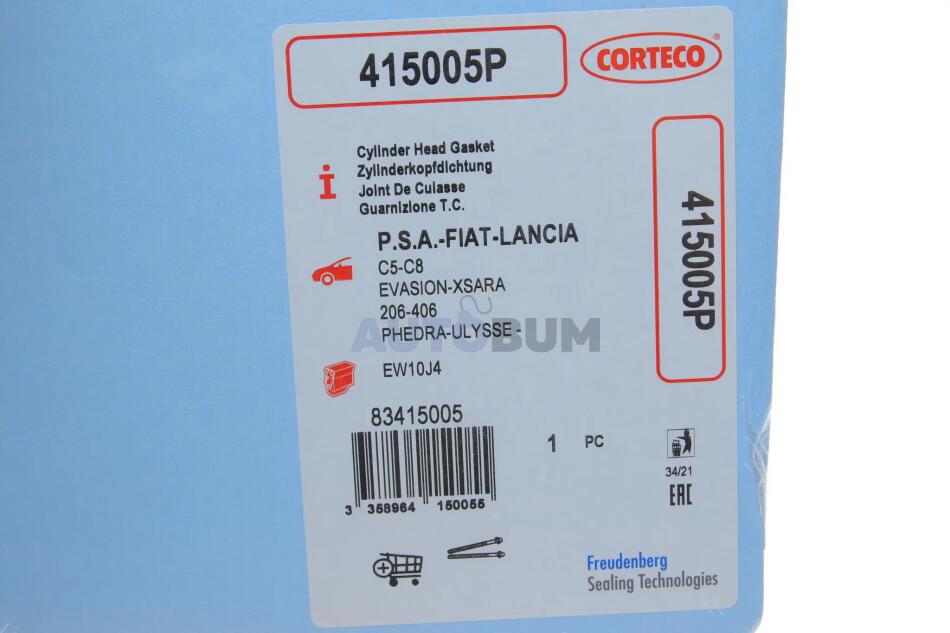 415005P
CORTECO®
Cylinder Head Gasket
Zylinderkopfdichtung
Joint De Culasse
Guarnizione T.C.
415005P
P.S.A.-FIAT-LANCIA
C5-C8
EVASION-XSARA
206-406
PHEDRA-ULYSSE -
AUTOBUM
EW10J4
83415005
1 PC
3 358964 150055
34/21
EAC
Freudenberg
Sealing Technologies